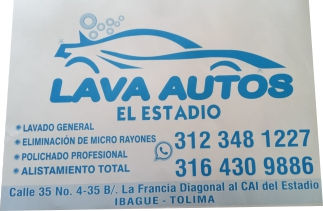 LAVA AUTOS
EL ESTADIO
* LAVADO GENERAL
* ELIMINACIÓN DE MICRO RAYONES
* POLICHADO PROFESIONAL
* ALISTAMIENTO TOTAL
312 348 1227
316 430 9886
Calle 35 No. 4-35 B/. La Francia Diagonal al CAI del Estadio
IBAGUE - TOLIMA